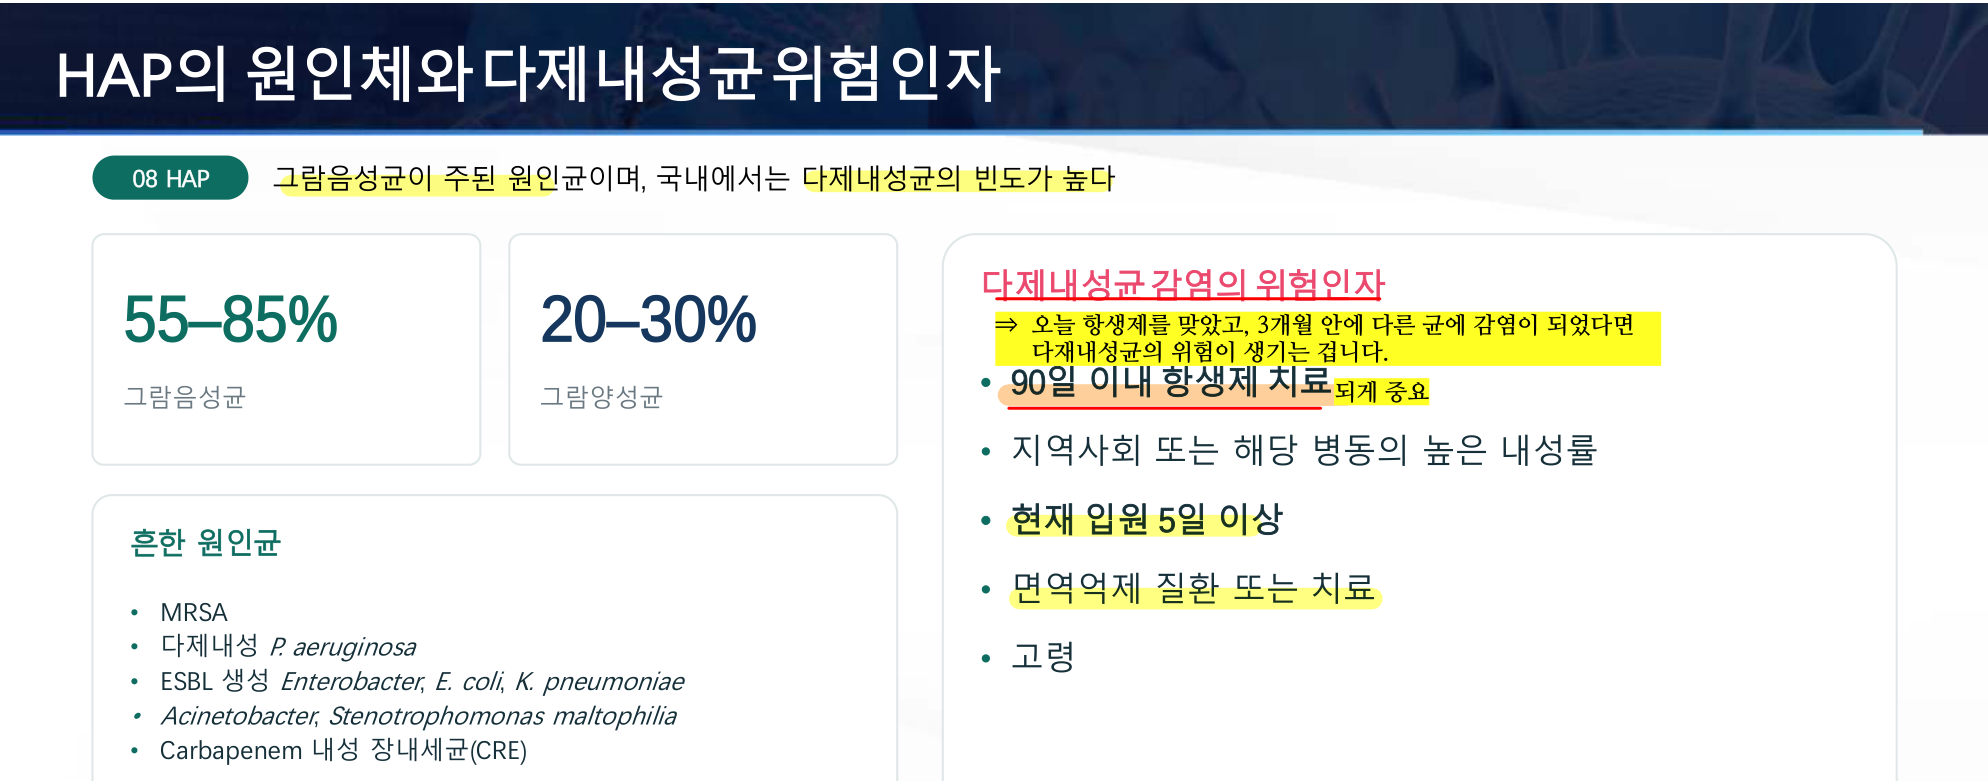 HAP의 원인체와 다제내성균 위험인자
08 HAP
그람음성균이 주된 원인균이며, 국내에서는 다제내성균의 빈도가 높다
55–85%
그람음성균
20–30%
그람양성균
흔한 원인균
• MRSA
• 다제내성 P. aeruginosa
• ESBL 생성 Enterobacter, E. coli, K. pneumoniae
• Acinetobacter, Stenotrophomonas maltophilia
• Carbapenem 내성 장내세균(CRE)
다제내성균 감염의 위험인자
⇒ 오늘 항생제를 맞았고, 3개월 안에 다른 균에 감염이 되었다면
다재내성균의 위험이 생기는 겁니다.
• 90일 이내 항생제 치료 되게 중요
• 지역사회 또는 해당 병동의 높은 내성률
• 현재 입원 5일 이상
• 면역억제 질환 또는 치료
• 고령